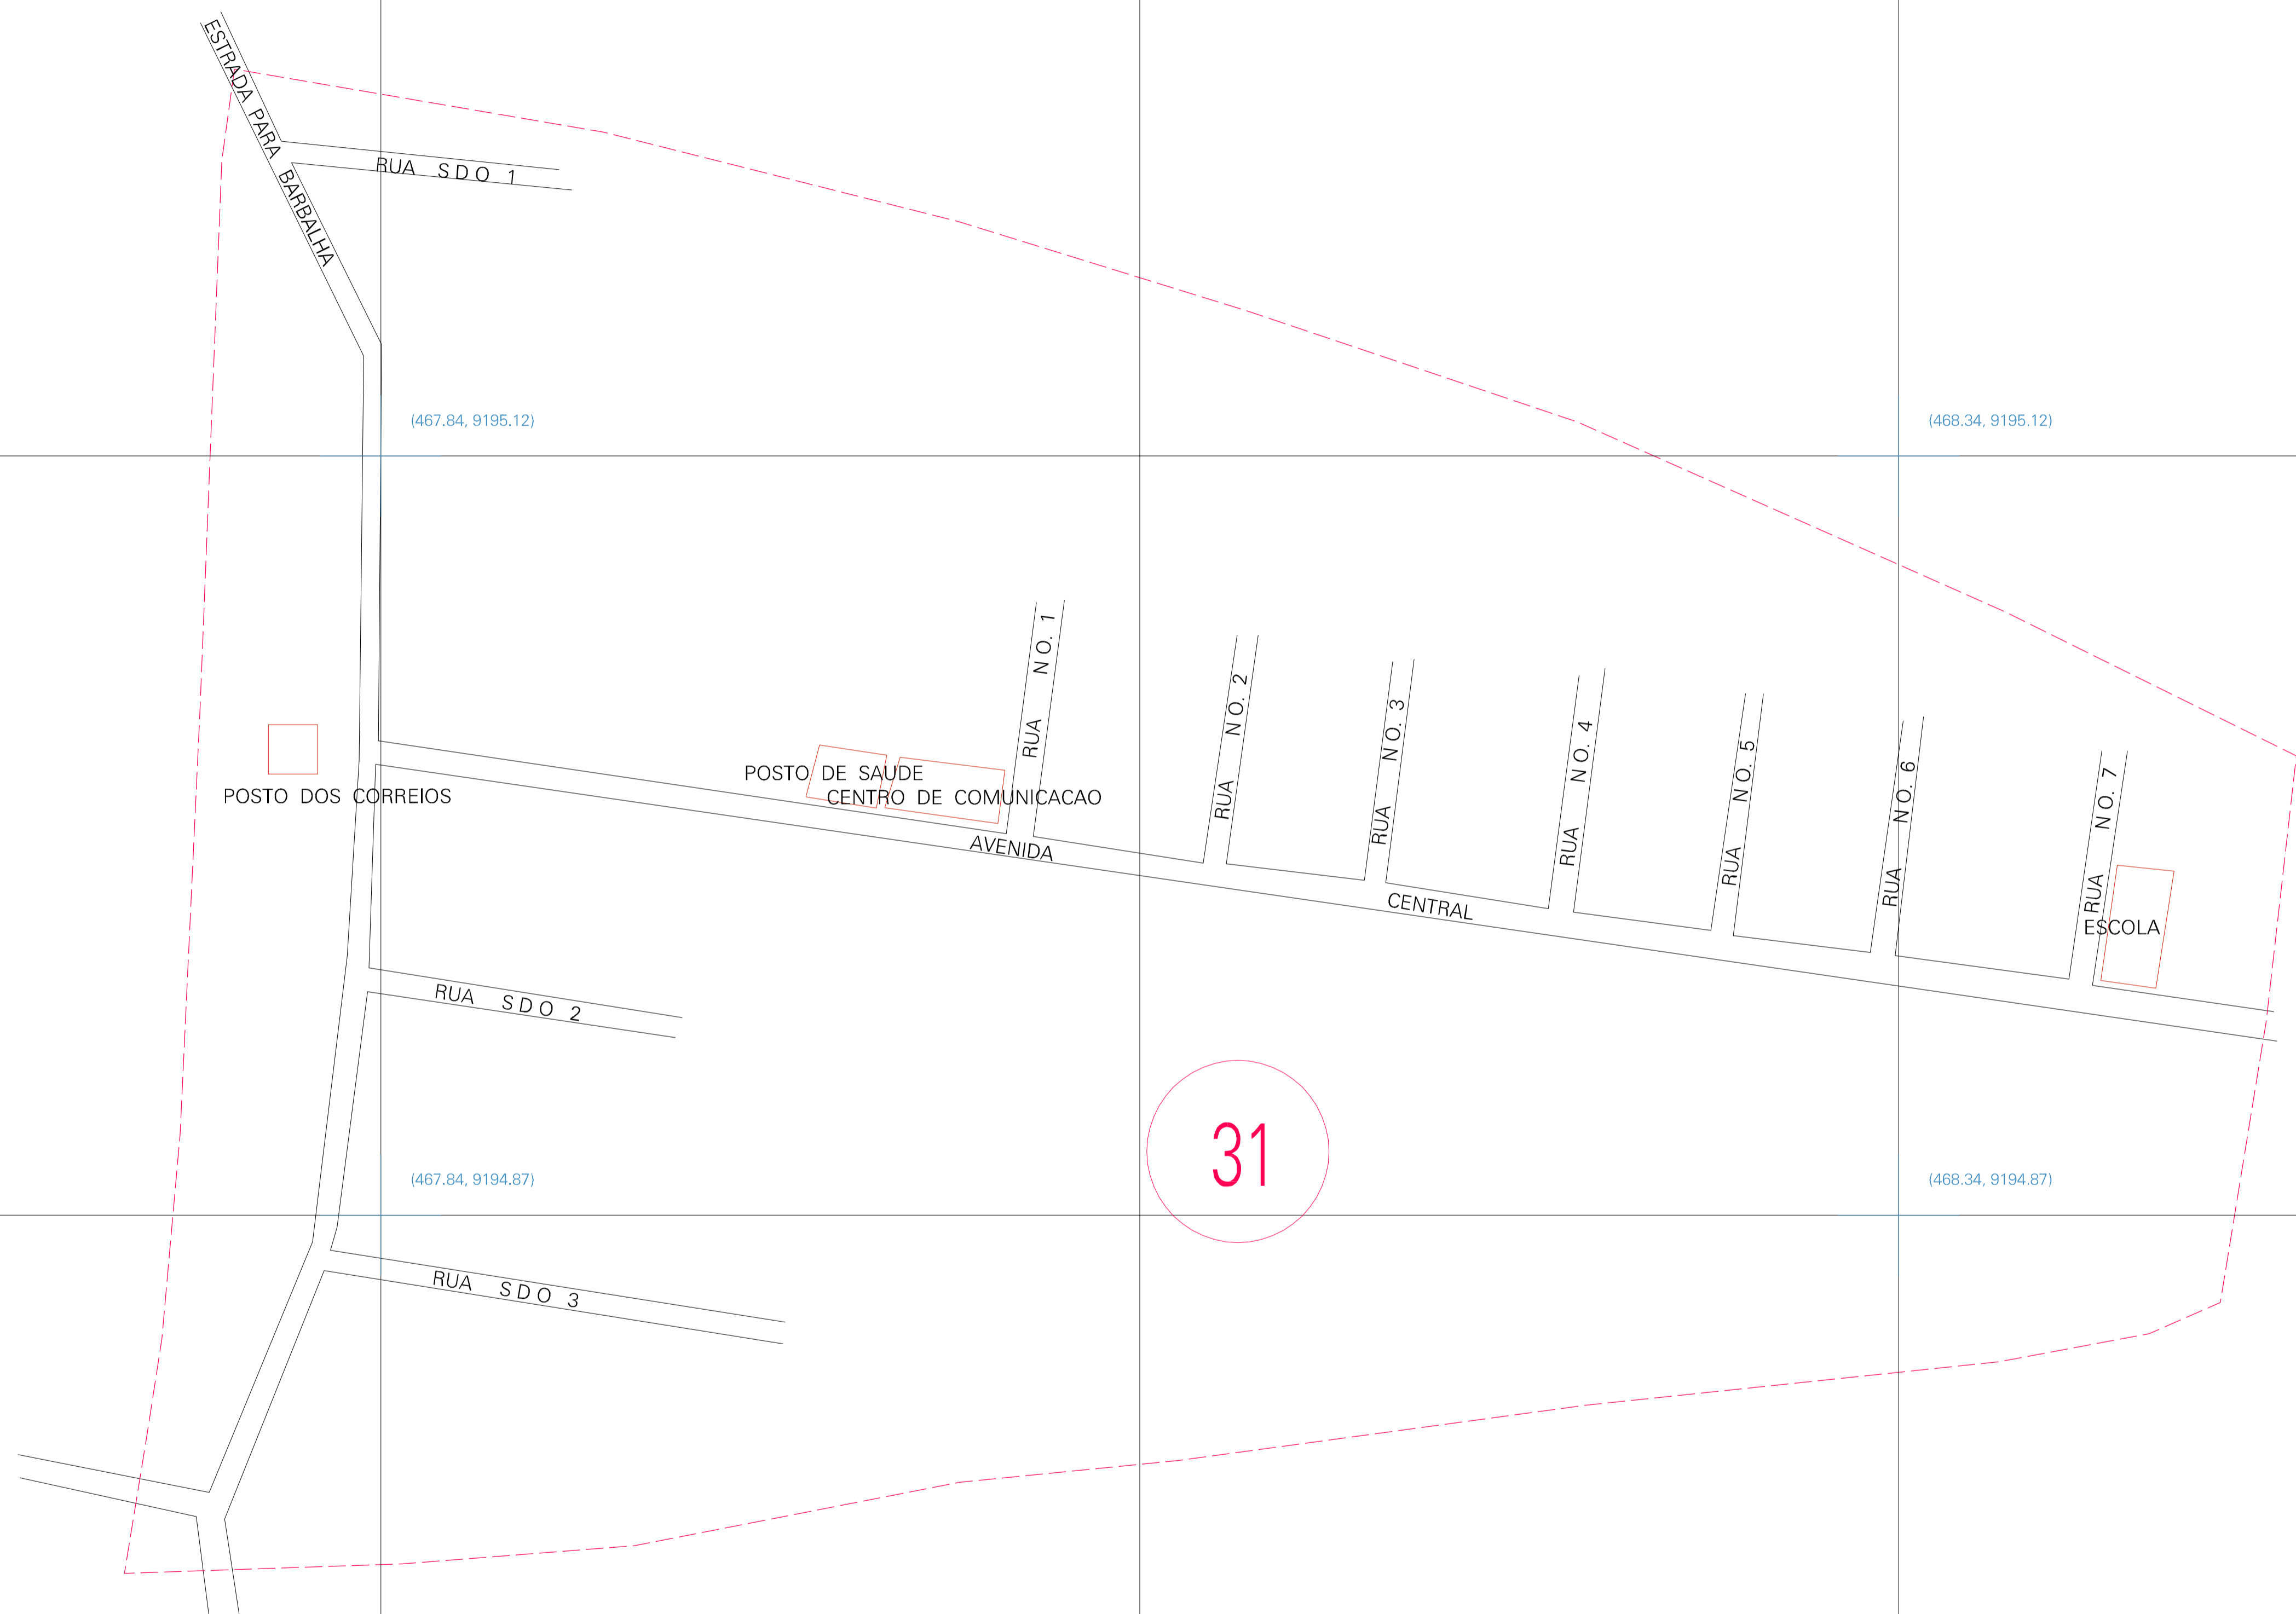 ESTRADA PARA BARBALHA
RUA SDO 1
(467.84, 9195.12)
(468.34, 9195.12)
RUA NO. 1
RUA NO. 2
RUA NO. 3
RUA NO. 4
RUA NO. 5
RUA NO. 6
RUA NO. 7
POSTO DOS CORREIOS
POSTO DE SAUDE
CENTRO DE COMUNICACAO
AVENIDA CENTRAL
ESCOLA
RUA SDO 2
31
(467.84, 9194.87)
(468.34, 9194.87)
RUA SDO 3